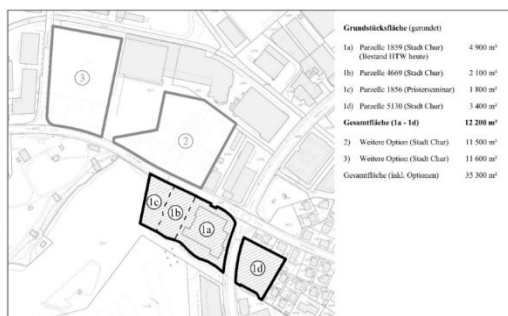 Grundstücksfläche (gerundet)
1a) Parzelle 1859 (Stadt Chur) 4 900 m²
(Bestand HTW heute)
1b) Parzelle 4669 (Stadt Chur) 2 100 m²
1c) Parzelle 1856 (Pristerseminar) 1 800 m²
1d) Parzelle 5130 (Stadt Chur) 3 400 m²
Gesamtfläche (1a - 1d) 12 200 m²
2) Weitere Option (Stadt Chur) 11 500 m²
3) Weitere Option (Stadt Chur) 11 600 m²
Gesamtfläche (inkl. Optionen) 35 300 m²
3
2
1c
1b
1a
1d